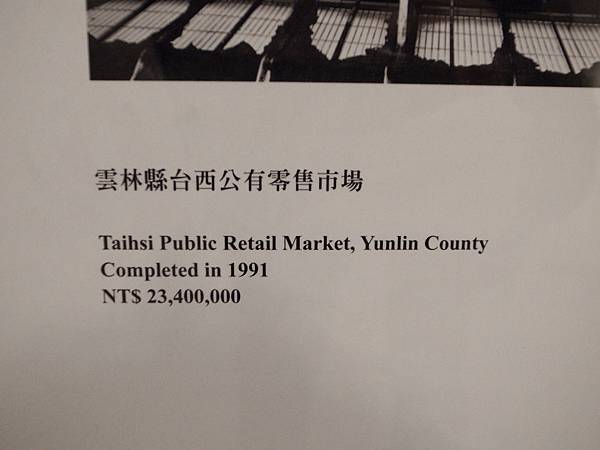 雲林縣台西公有零售市場
Taihsi Public Retail Market, Yunlin County
Completed in 1991
NT$ 23,400,000